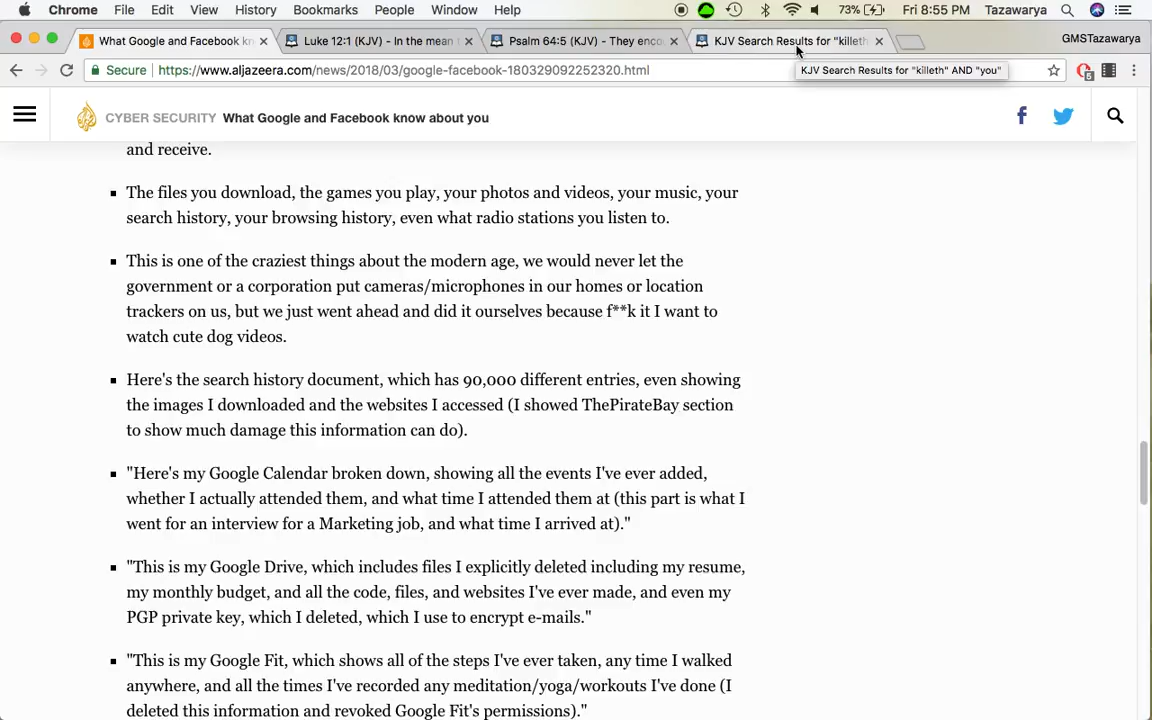 Chrome File Edit View History Bookmarks People Window Help 73% Fri 8:55 PM Tazawarya
What Google and Facebook kn Luke 12:1 (KJV) - In the mean t Psalm 64:5 (KJV) - They enco KJV Search Results for "killeth GMSTazawarya
Secure https://www.aljazeera.com/news/2018/03/google-facebook-180329092252320.html 5
KJV Search Results for "killeth" AND "you"
CYBER SECURITY What Google and Facebook know about you
and receive.
The files you download, the games you play, your photos and videos, your music, your
search history, your browsing history, even what radio stations you listen to.
This is one of the craziest things about the modern age, we would never let the
government or a corporation put cameras/microphones in our homes or location
trackers on us, but we just went ahead and did it ourselves because f**k it I want to
watch cute dog videos.
Here's the search history document, which has 90,000 different entries, even showing
the images I downloaded and the websites I accessed (I showed ThePirateBay section
to show much damage this information can do).
"Here's my Google Calendar broken down, showing all the events I've ever added,
whether I actually attended them, and what time I attended them at (this part is what I
went for an interview for a Marketing job, and what time I arrived at)."
"This is my Google Drive, which includes files I explicitly deleted including my resume,
my monthly budget, and all the code, files, and websites I've ever made, and even my
PGP private key, which I deleted, which I use to encrypt e-mails."
"This is my Google Fit, which shows all of the steps I've ever taken, any time I walked
anywhere, and all the times I've recorded any meditation/yoga/workouts I've done (I
deleted this information and revoked Google Fit's permissions)."